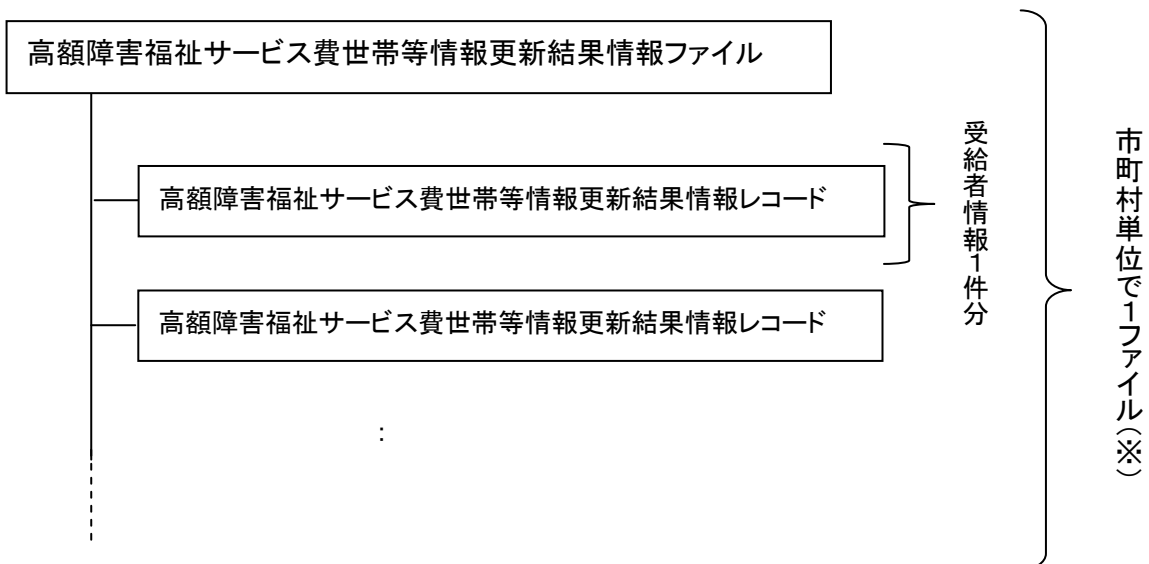 高額障害福祉サービス費世帯等情報更新結果情報ファイル
高額障害福祉サービス費世帯等情報更新結果情報レコード
受給者情報1件分
高額障害福祉サービス費世帯等情報更新結果情報レコード
:
市町村単位で1ファイル(※)